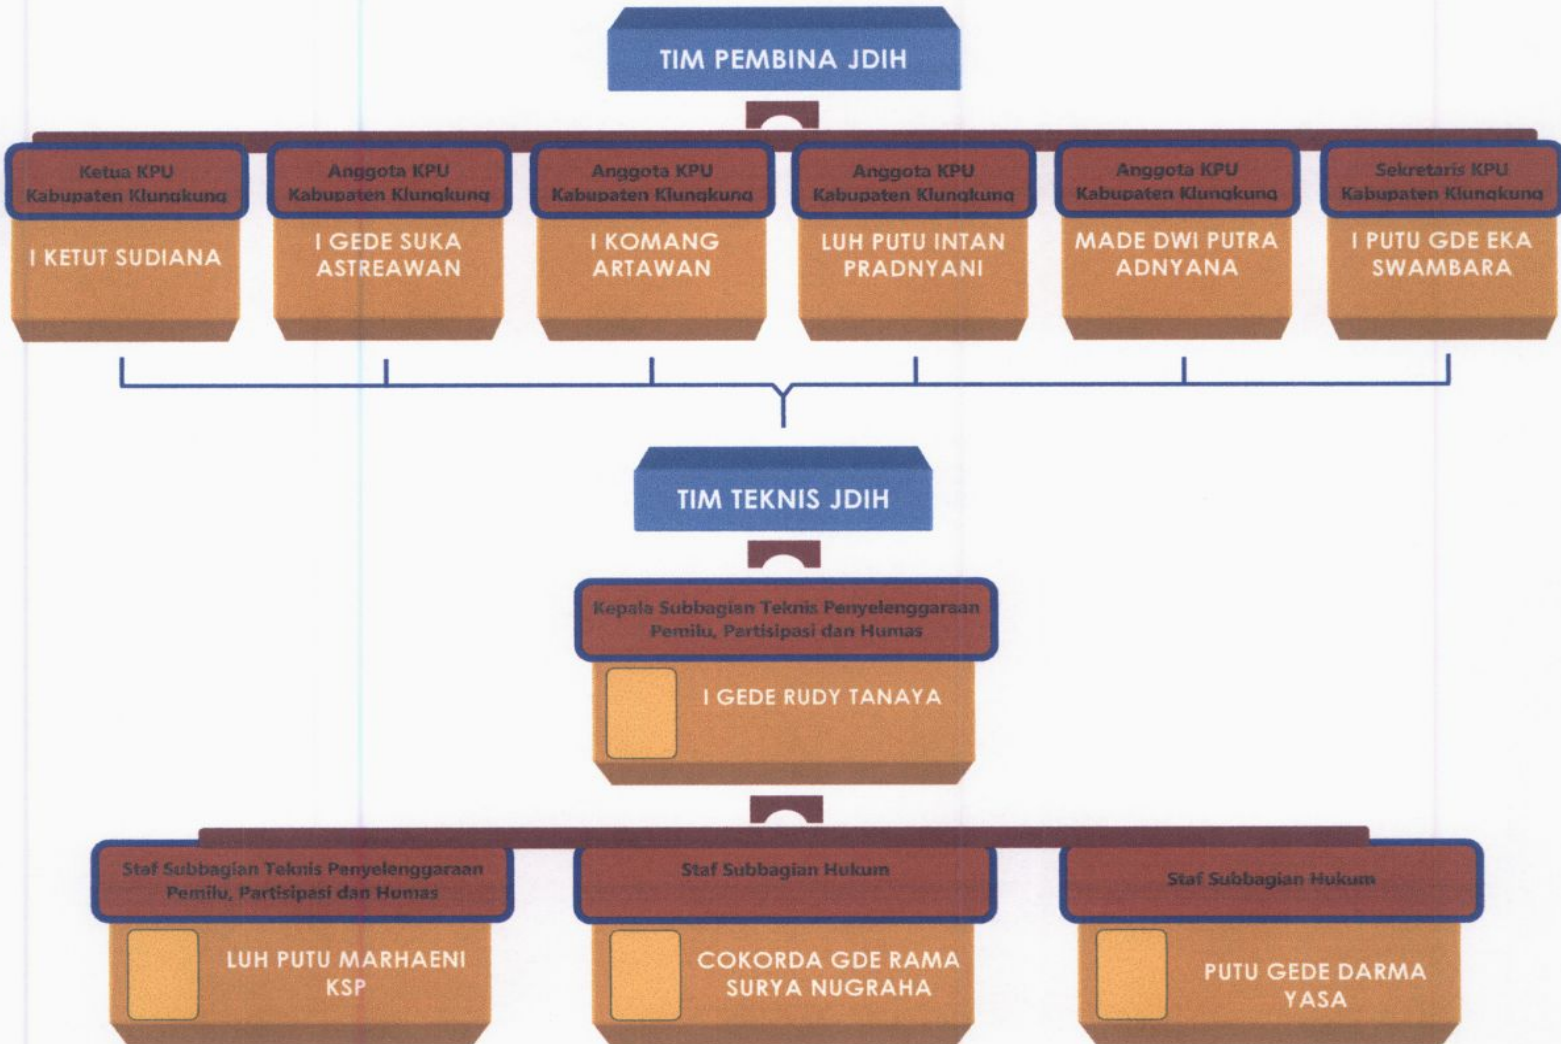 TIM PEMBINA JDIH
Ketua KPU
Kabupaten Klungkung
I KETUT SUDIANA
Anggota KPU
Kabupaten Klungkung
I GEDE SUKA
ASTREAWAN
Anggota KPU
Kabupaten Klungkung
I KOMANG
ARTAWAN
Anggota KPU
Kabupaten Klungkung
LUH PUTU INTAN
PRADNYANI
Anggota KPU
Kabupaten Klungkung
MADE DWI PUTRA
ADNYANA
Sekretaris KPU
Kabupaten Klungkung
I PUTU GDE EKA
SWAMBARA
TIM TEKNIS JDIH
Kepala Subbagian Teknis Penyelenggaraan
Pemilu, Partisipasi dan Humas
I GEDE RUDY TANAYA
Staf Subbagian Teknis Penyelenggaraan
Pemilu, Partisipasi dan Humas
LUH PUTU MARHAENI
KSP
Staf Subbagian Hukum
COKORDA GDE RAMA
SURYA NUGRAHA
Staf Subbagian Hukum
PUTU GEDE DARMA
YASA